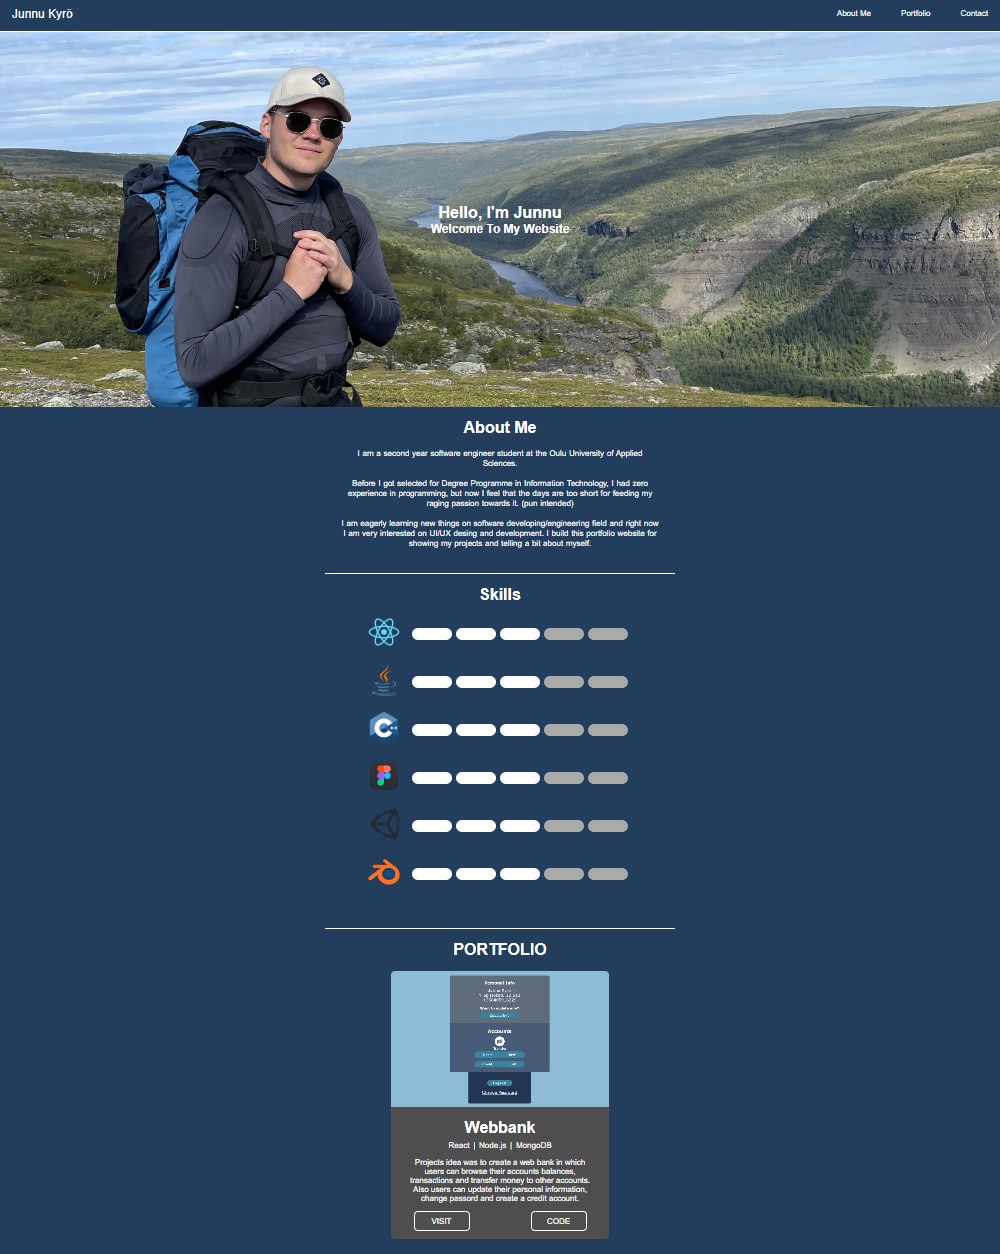 Junnu Kyrö
About Me
Portfolio
Contact
Hello, I'm Junnu
Welcome To My Website
About Me
I am a second year software engineer student at the Oulu University of Applied
Sciences.
Before I got selected for Degree Programme in Information Technology, I had zero
experience in programming, but now I feel that the days are too short for feeding my
raging passion towards it. (pun intended)
I am eagerly learning new things on software developing/engineering field and right now
I am very interested on UI/UX desing and development. I build this portfolio website for
showing my projects and telling a bit about myself.
Skills
PORTFOLIO
Personal Info
Want to update info?
Accounts
Transfer
Change Password
Webbank
React | Node.js | MongoDB
Projects idea was to create a web bank in which
users can browse their accounts balances,
transactions and transfer money to other accounts.
Also users can update their personal information,
change passord and create a credit account.
VISIT
CODE